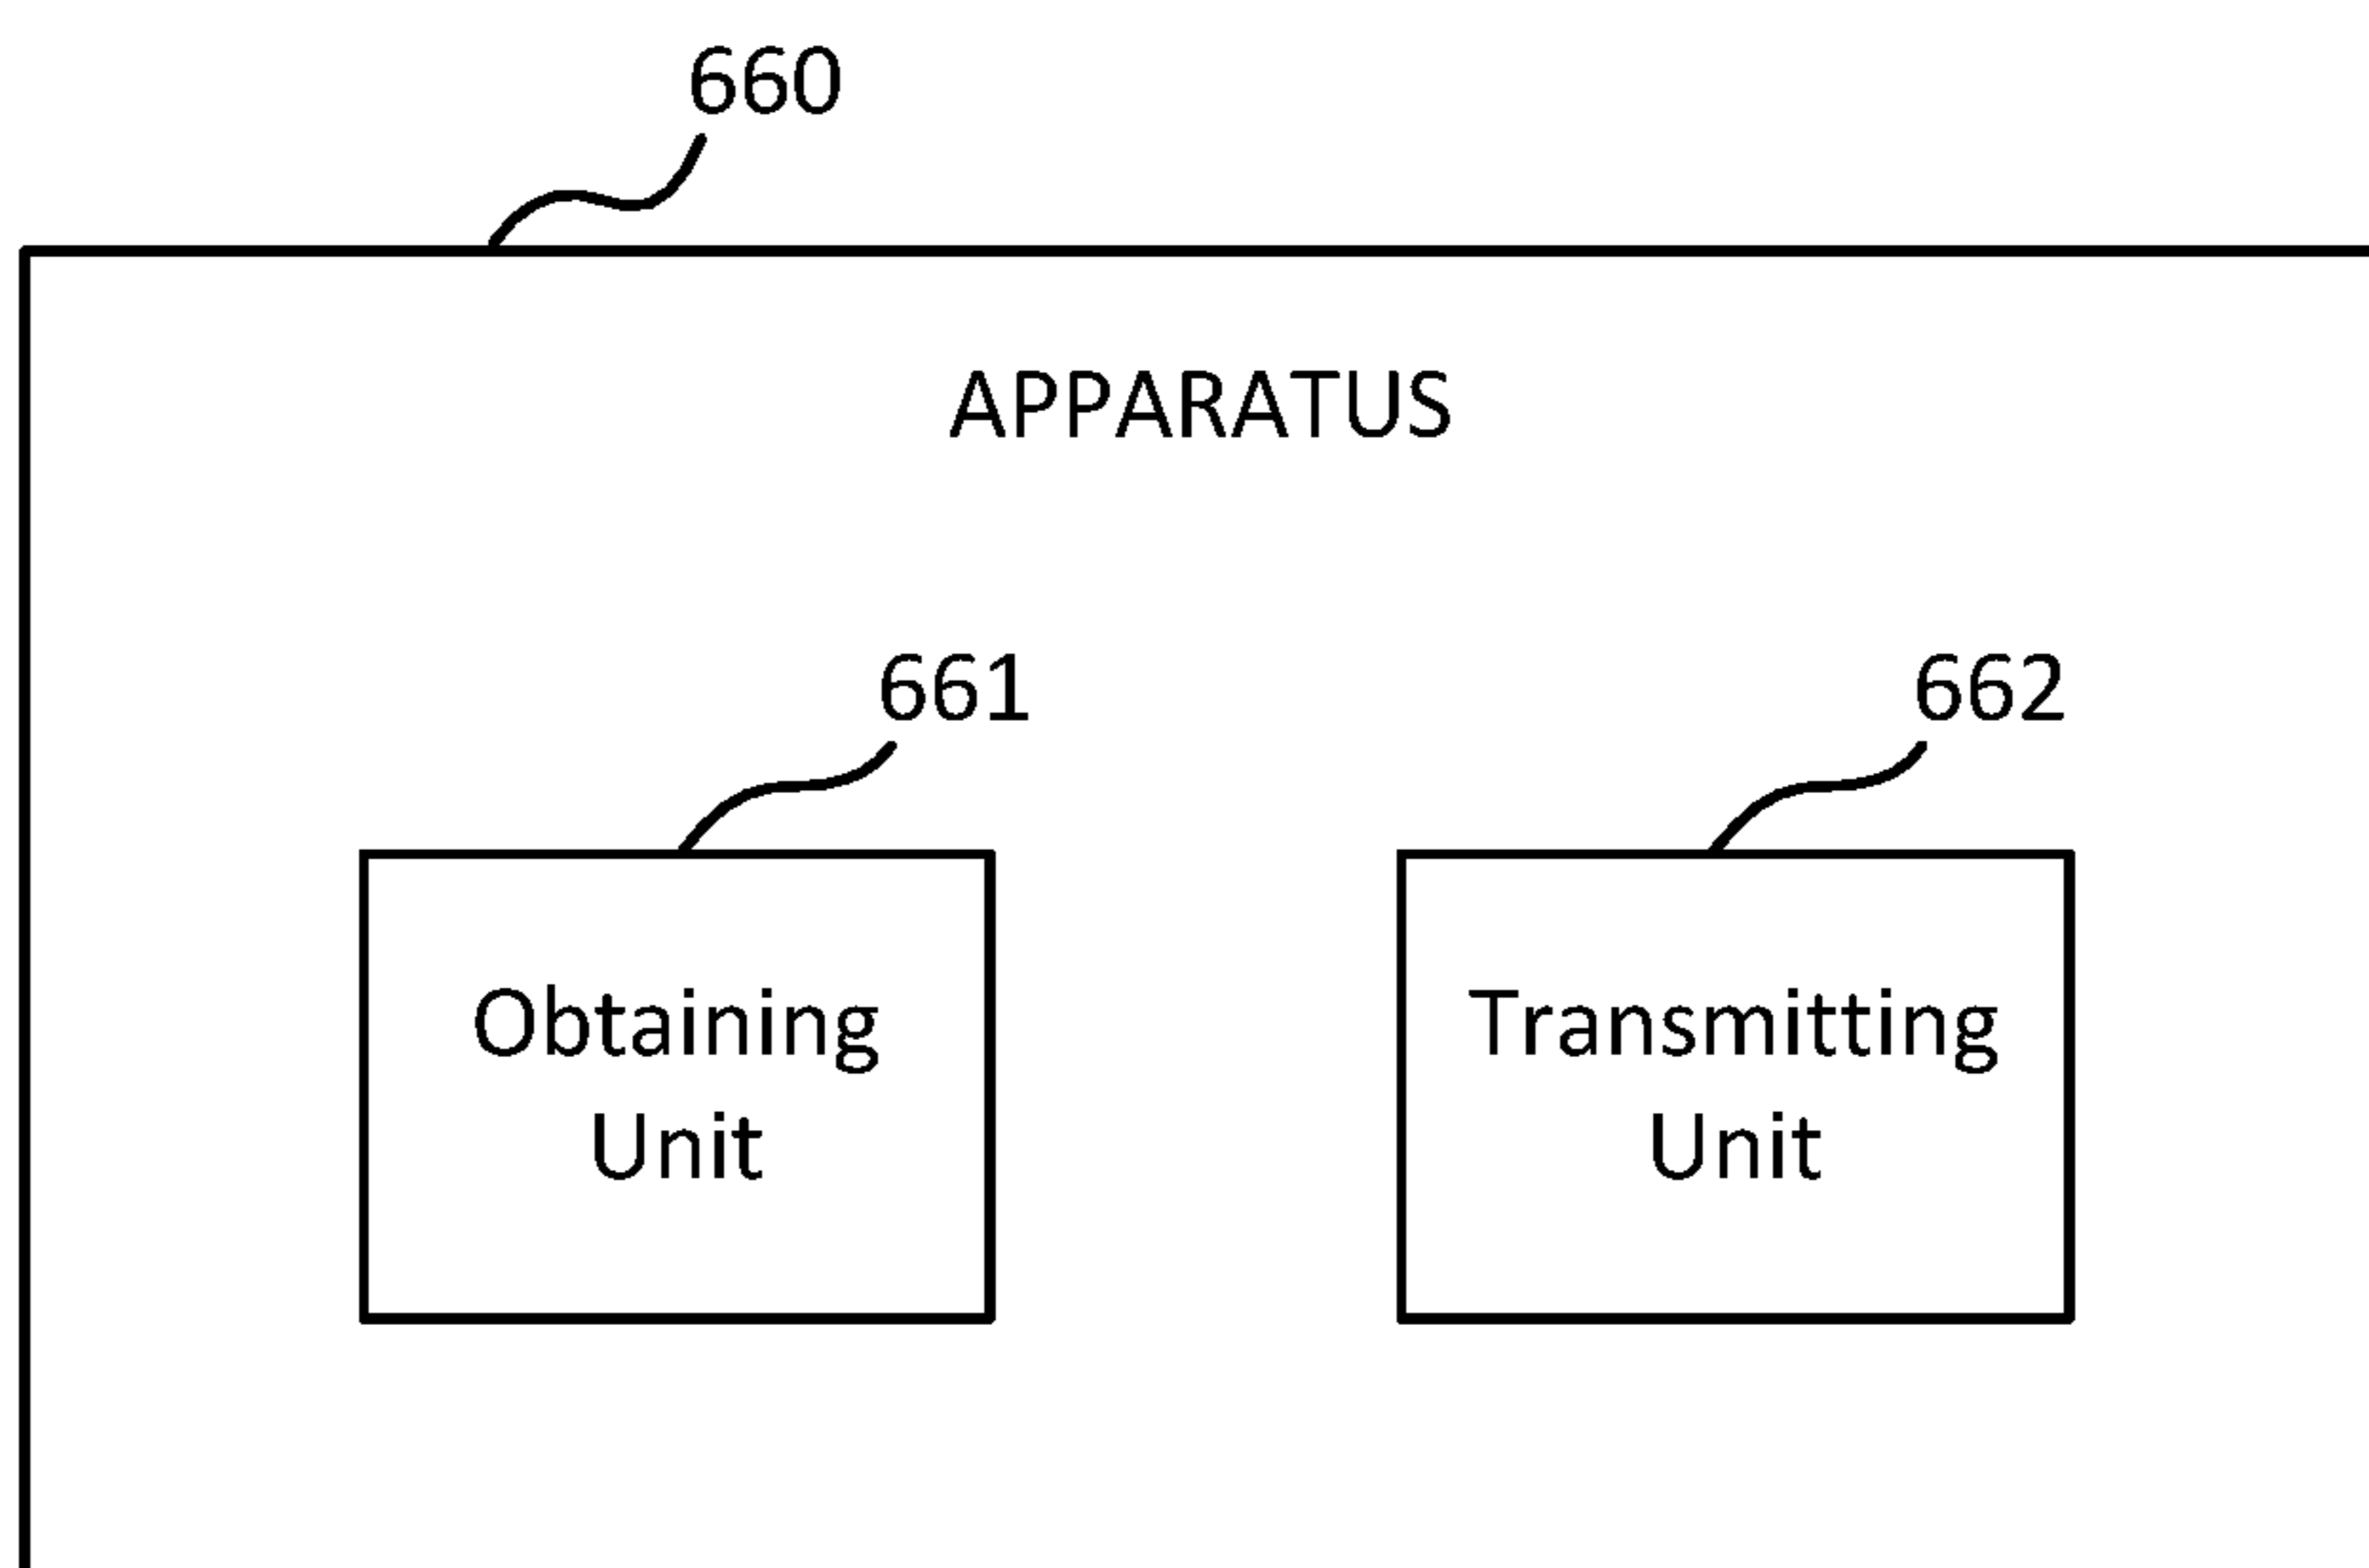 660
APPARATUS
661
662
Obtaining
Unit
Transmitting
Unit